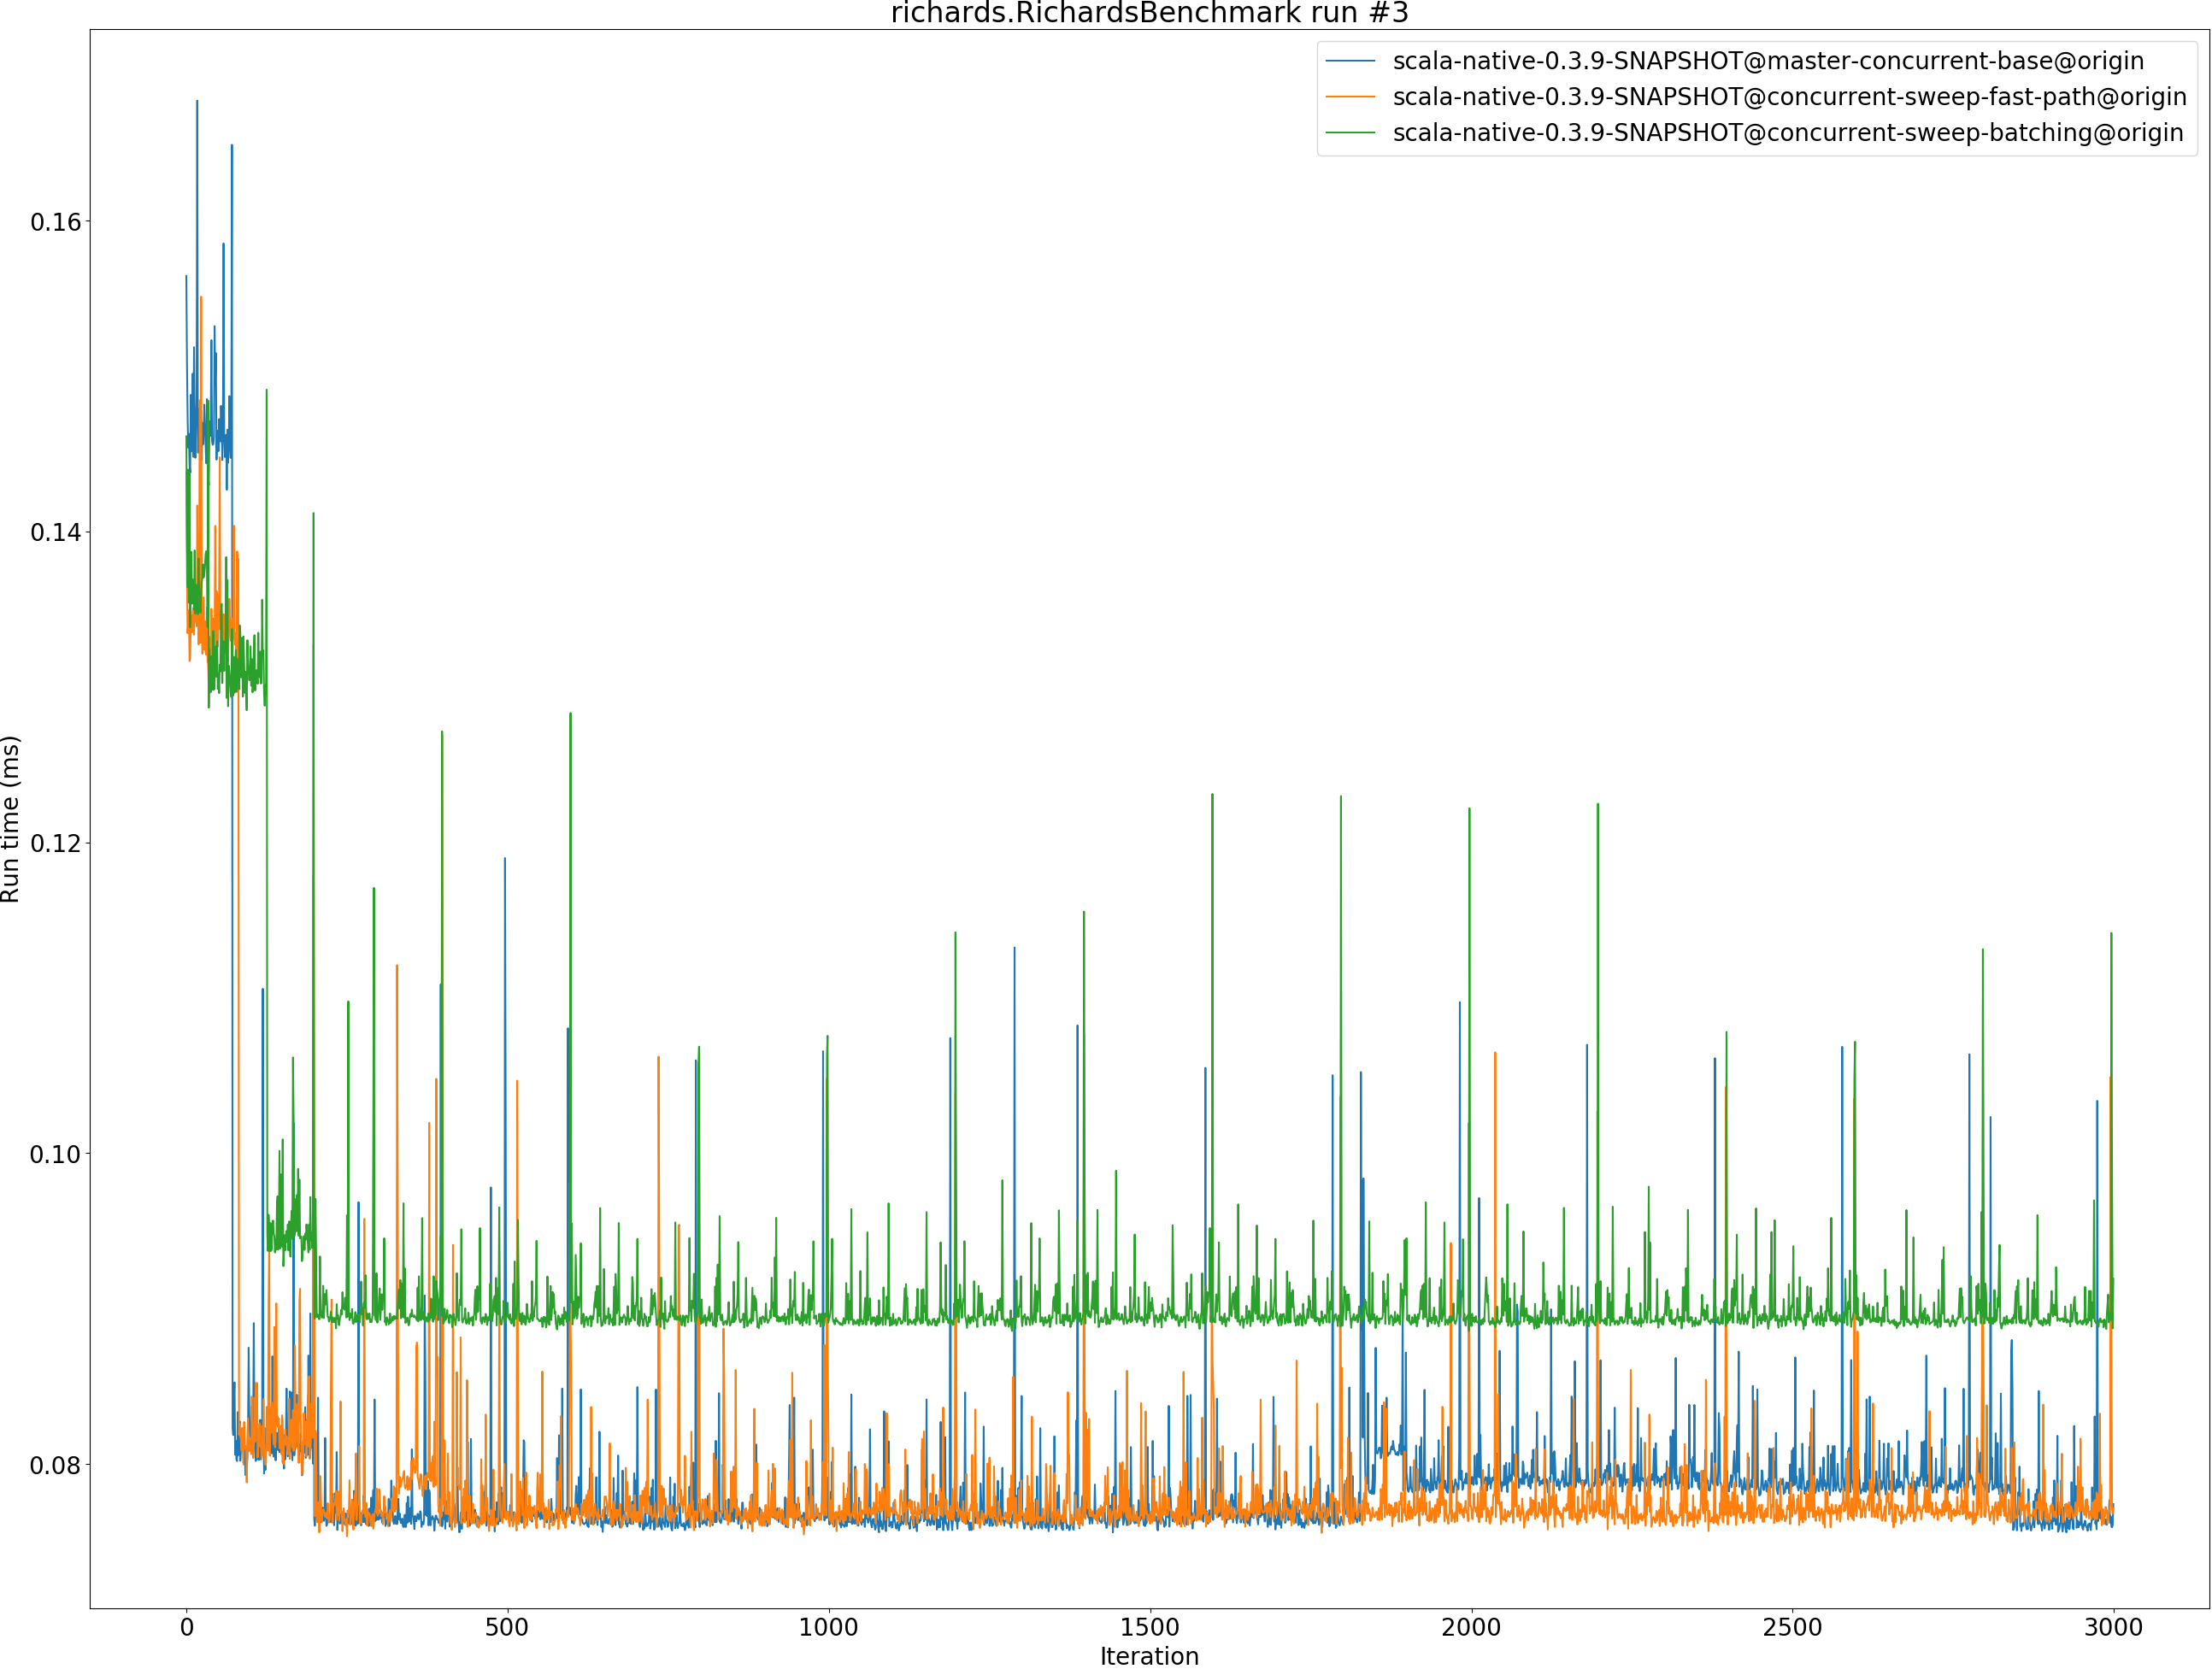 richards.RichardsBenchmark run #3
scala-native-0.3.9-SNAPSHOT@master-concurrent-base@origin
scala-native-0.3.9-SNAPSHOT@concurrent-sweep-fast-path@origin
scala-native-0.3.9-SNAPSHOT@concurrent-sweep-batching@origin
Run time (ms)
0.16
0.14
0.12
0.10
0.08
0 500 1000 1500 2000 2500 3000
Iteration